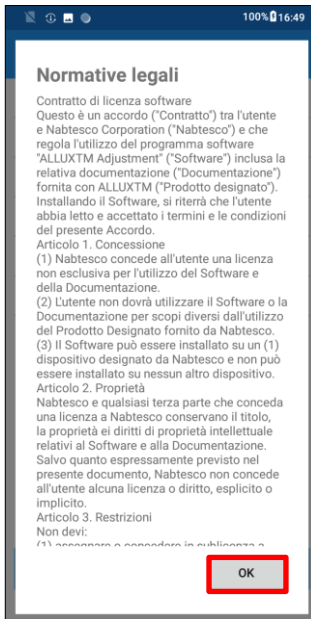 100% 16:49
Normative legali
Contratto di licenza software
Questo è un accordo ("Contratto") tra l'utente
e Nabtesco Corporation ("Nabtesco") e che
regola l'utilizzo del programma software
"ALLUXTM Adjustment" ("Software") inclusa la
relativa documentazione ("Documentazione")
fornita con ALLUXTM ("Prodotto designato").
Installando il Software, si riterrà che l'utente
abbia letto e accettato i termini e le condizioni
del presente Accordo.
Articolo 1. Concessione
(1) Nabtesco concede all'utente una licenza
non esclusiva per l'utilizzo del Software e
della Documentazione.
(2) L'utente non dovrà utilizzare il Software o la
Documentazione per scopi diversi dall'utilizzo
del Prodotto Designato fornito da Nabtesco.
(3) Il Software può essere installato su un (1)
dispositivo designato da Nabtesco e non può
essere installato su nessun altro dispositivo.
Articolo 2. Proprietà
Nabtesco e qualsiasi terza parte che conceda
una licenza a Nabtesco conservano il titolo,
la proprietà ei diritti di proprietà intellettuale
relativi al Software e alla Documentazione.
Salvo quanto espressamente previsto nel
presente documento, Nabtesco non concede
all'utente alcuna licenza o diritto, esplicito o
implicito.
Articolo 3. Restrizioni
Non devi:
(1) assegnare o concedere in sublicenza a
OK